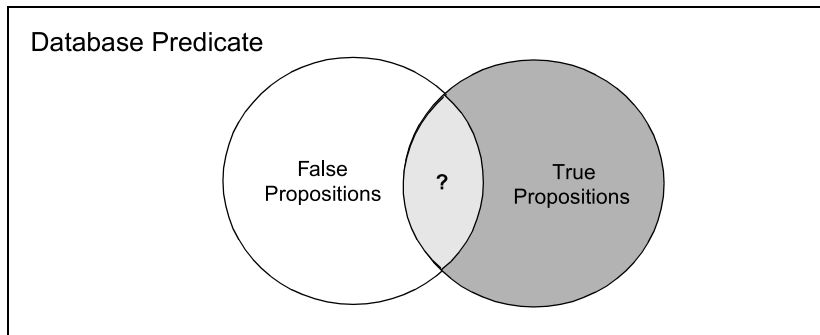 Database Predicate
False
Propositions
?
True
Propositions